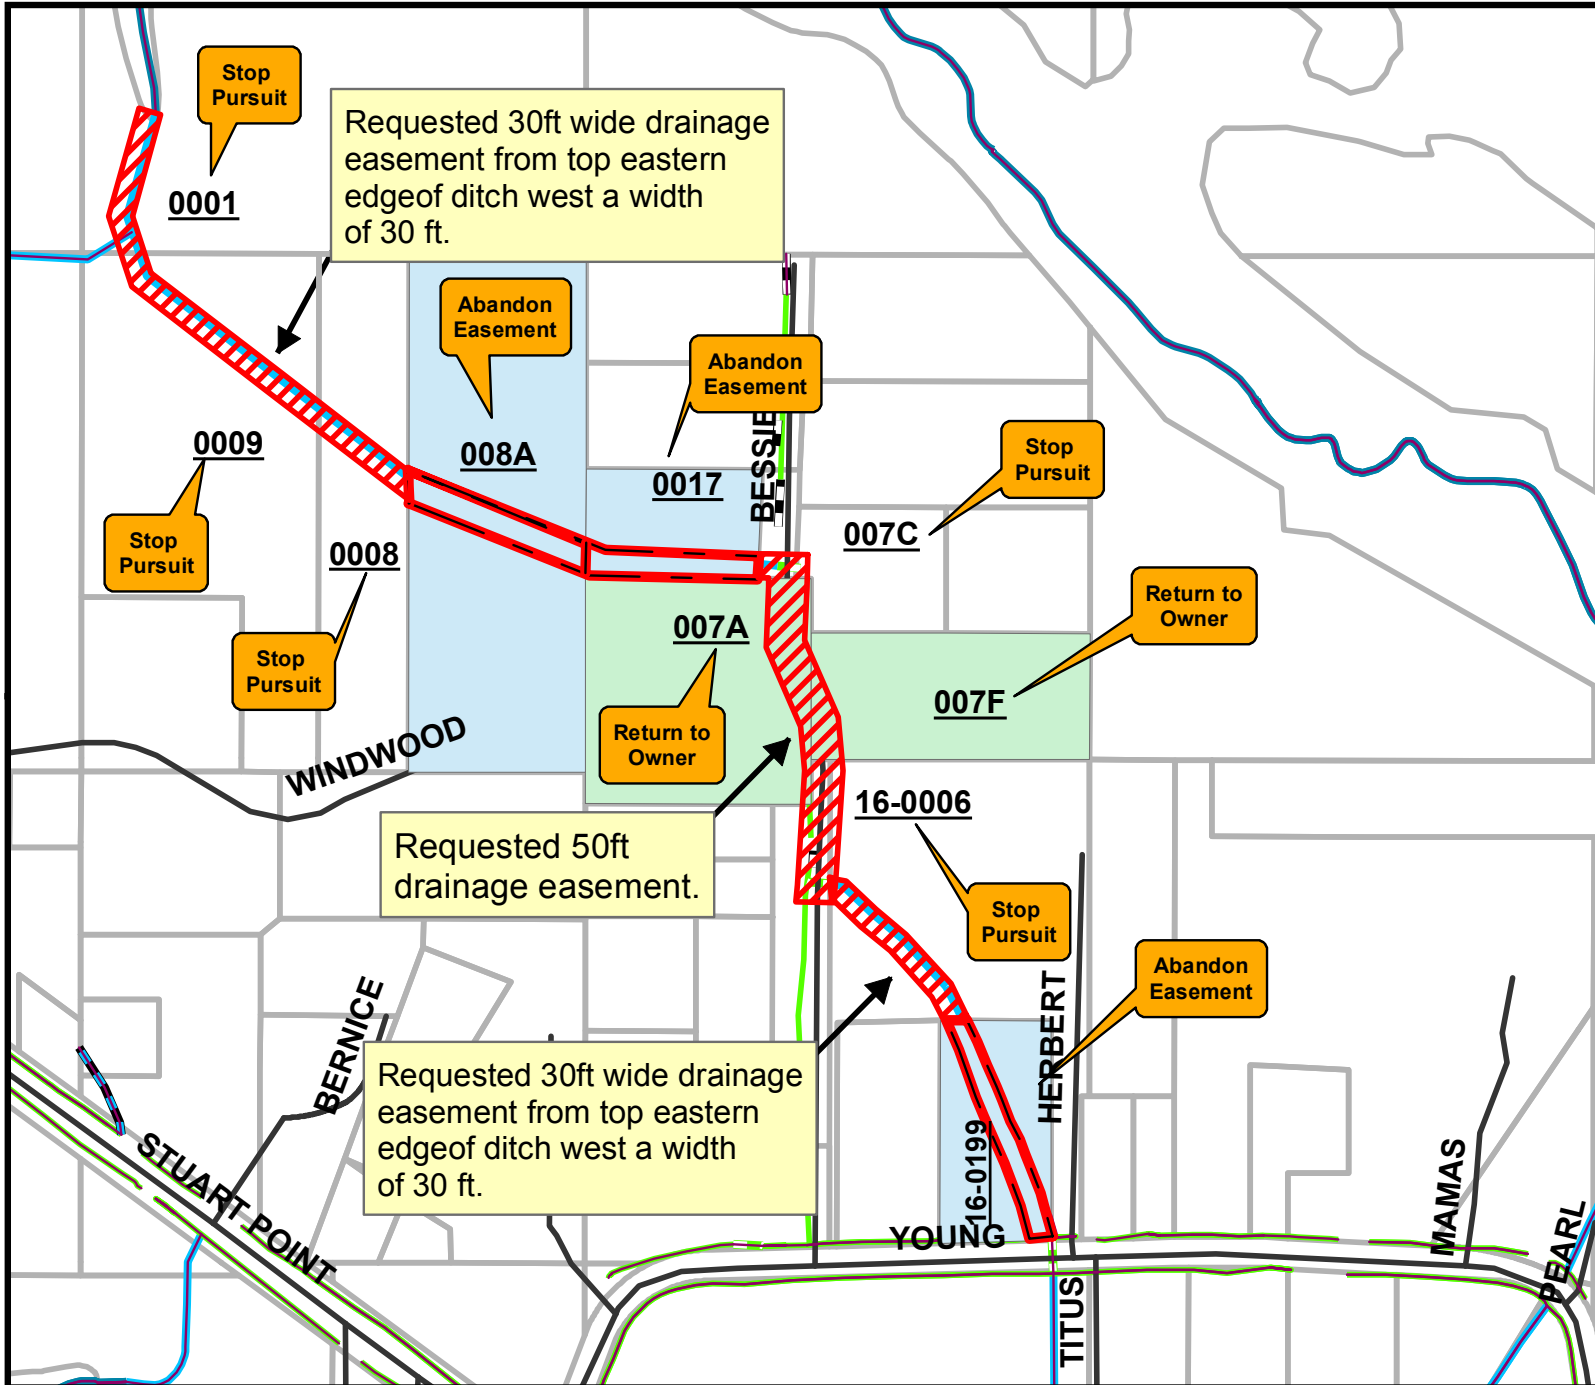 Stop
Pursuit
Requested 30ft wide drainage
easement from top eastern
edgeof ditch west a width
of 30 ft.
0001
Abandon
Easement
Abandon
Easement
BESSIE
0009
008A
0017
Stop
Pursuit
007C
Stop
Pursuit
0008
Return to
Owner
007A
Stop
Pursuit
007F
Return to
Owner
WINDWOOD
16-0006
Requested 50ft
drainage easement.
Stop
Pursuit
Abandon
Easement
BERNICE
HERBERT
Requested 30ft wide drainage
easement from top eastern
edgeof ditch west a width
of 30 ft.
16-0199
STUART POINT
YOUNG
MAMAS
PEARL
TITUS